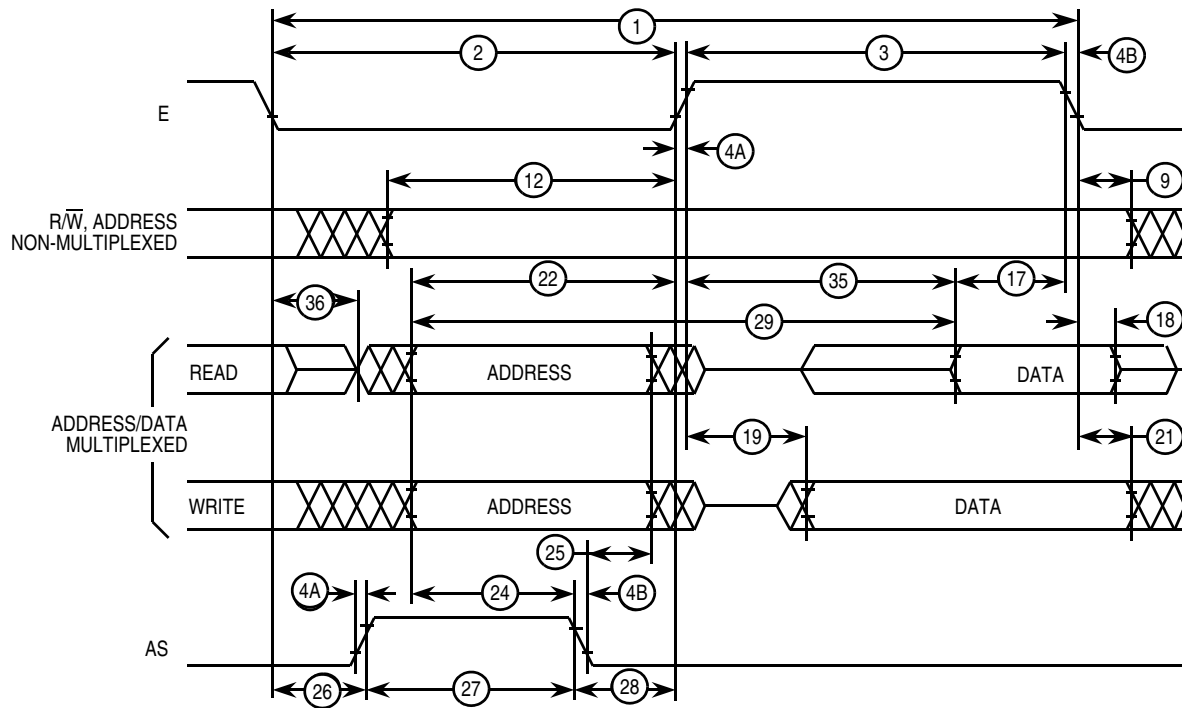 1
2
3
4B
E
4A
12
9
R/W̅, ADDRESS
NON-MULTIPLEXED
22
35
17
36
29
18
READ
ADDRESS
DATA
ADDRESS/DATA
MULTIPLEXED
19
21
WRITE
ADDRESS
DATA
25
4A
24
4B
AS
26
27
28